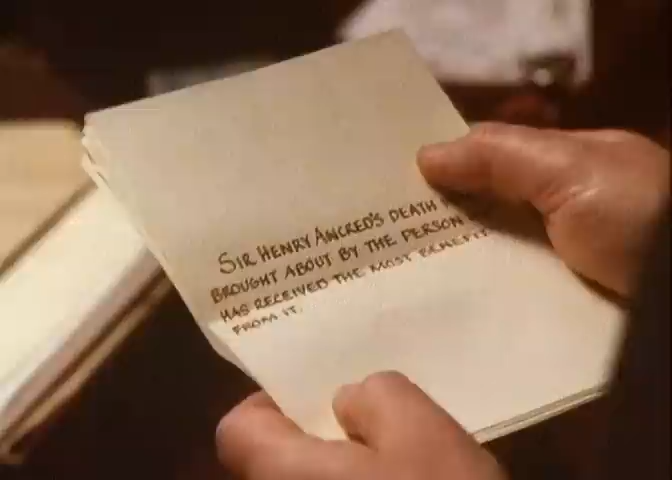 SIR HENRY ANCRED'S DEATH
BROUGHT ABOUT BY THE PERSON
HAS RECEIVED THE MOST BENEFIT
FROM IT.